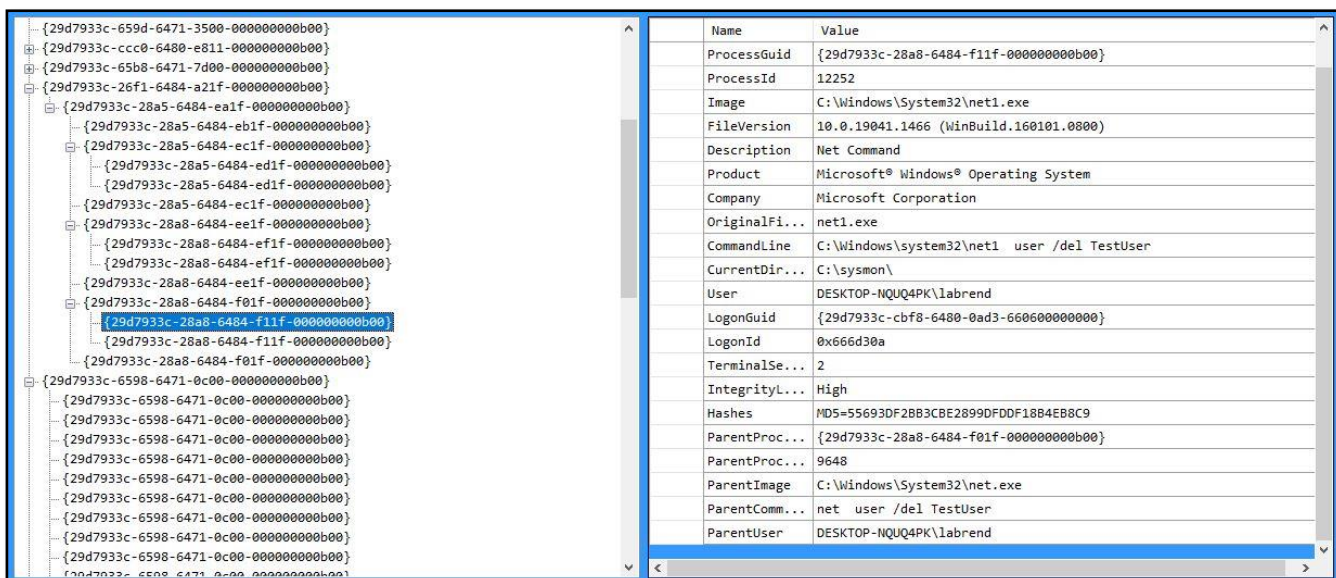 {29d7933c-659d-6471-3500-000000000b00}
{29d7933c-ccc0-6480-e811-000000000b00}
{29d7933c-65b8-6471-7d00-000000000b00}
{29d7933c-26f1-6484-a21f-000000000b00}
{29d7933c-28a5-6484-ea1f-000000000b00}
{29d7933c-28a5-6484-eb1f-000000000b00}
{29d7933c-28a5-6484-ec1f-000000000b00}
{29d7933c-28a5-6484-ed1f-000000000b00}
{29d7933c-28a5-6484-ed1f-000000000b00}
{29d7933c-28a5-6484-ec1f-000000000b00}
{29d7933c-28a8-6484-ee1f-000000000b00}
{29d7933c-28a8-6484-ef1f-000000000b00}
{29d7933c-28a8-6484-ef1f-000000000b00}
{29d7933c-28a8-6484-ee1f-000000000b00}
{29d7933c-28a8-6484-f01f-000000000b00}
{29d7933c-28a8-6484-f11f-000000000b00}
{29d7933c-28a8-6484-f11f-000000000b00}
{29d7933c-28a8-6484-f01f-000000000b00}
{29d7933c-6598-6471-0c00-000000000b00}
{29d7933c-6598-6471-0c00-000000000b00}
{29d7933c-6598-6471-0c00-000000000b00}
{29d7933c-6598-6471-0c00-000000000b00}
{29d7933c-6598-6471-0c00-000000000b00}
{29d7933c-6598-6471-0c00-000000000b00}
{29d7933c-6598-6471-0c00-000000000b00}
{29d7933c-6598-6471-0c00-000000000b00}
{29d7933c-6598-6471-0c00-000000000b00}
{29d7933c-6598-6471-0c00-000000000b00}
{29d7933c-6598-6471-0c00-000000000b00}
Name Value
ProcessGuid {29d7933c-28a8-6484-f11f-000000000b00}
ProcessId 12252
Image C:\Windows\System32\net1.exe
FileVersion 10.0.19041.1466 (WinBuild.160101.0800)
Description Net Command
Product Microsoft® Windows® Operating System
Company Microsoft Corporation
OriginalFi... net1.exe
CommandLine C:\Windows\system32\net1  user /del TestUser
CurrentDir... C:\sysmon\
User DESKTOP-NQUQ4PK\labrend
LogonGuid {29d7933c-cbf8-6480-0ad3-660600000000}
LogonId 0x666d30a
TerminalSe... 2
IntegrityL... High
Hashes MD5=55693DF2BB3CBE2899DFDDF18B4EB8C9
ParentProc... {29d7933c-28a8-6484-f01f-000000000b00}
ParentProc... 9648
ParentImage C:\Windows\System32\net.exe
ParentComm... net  user /del TestUser
ParentUser DESKTOP-NQUQ4PK\labrend